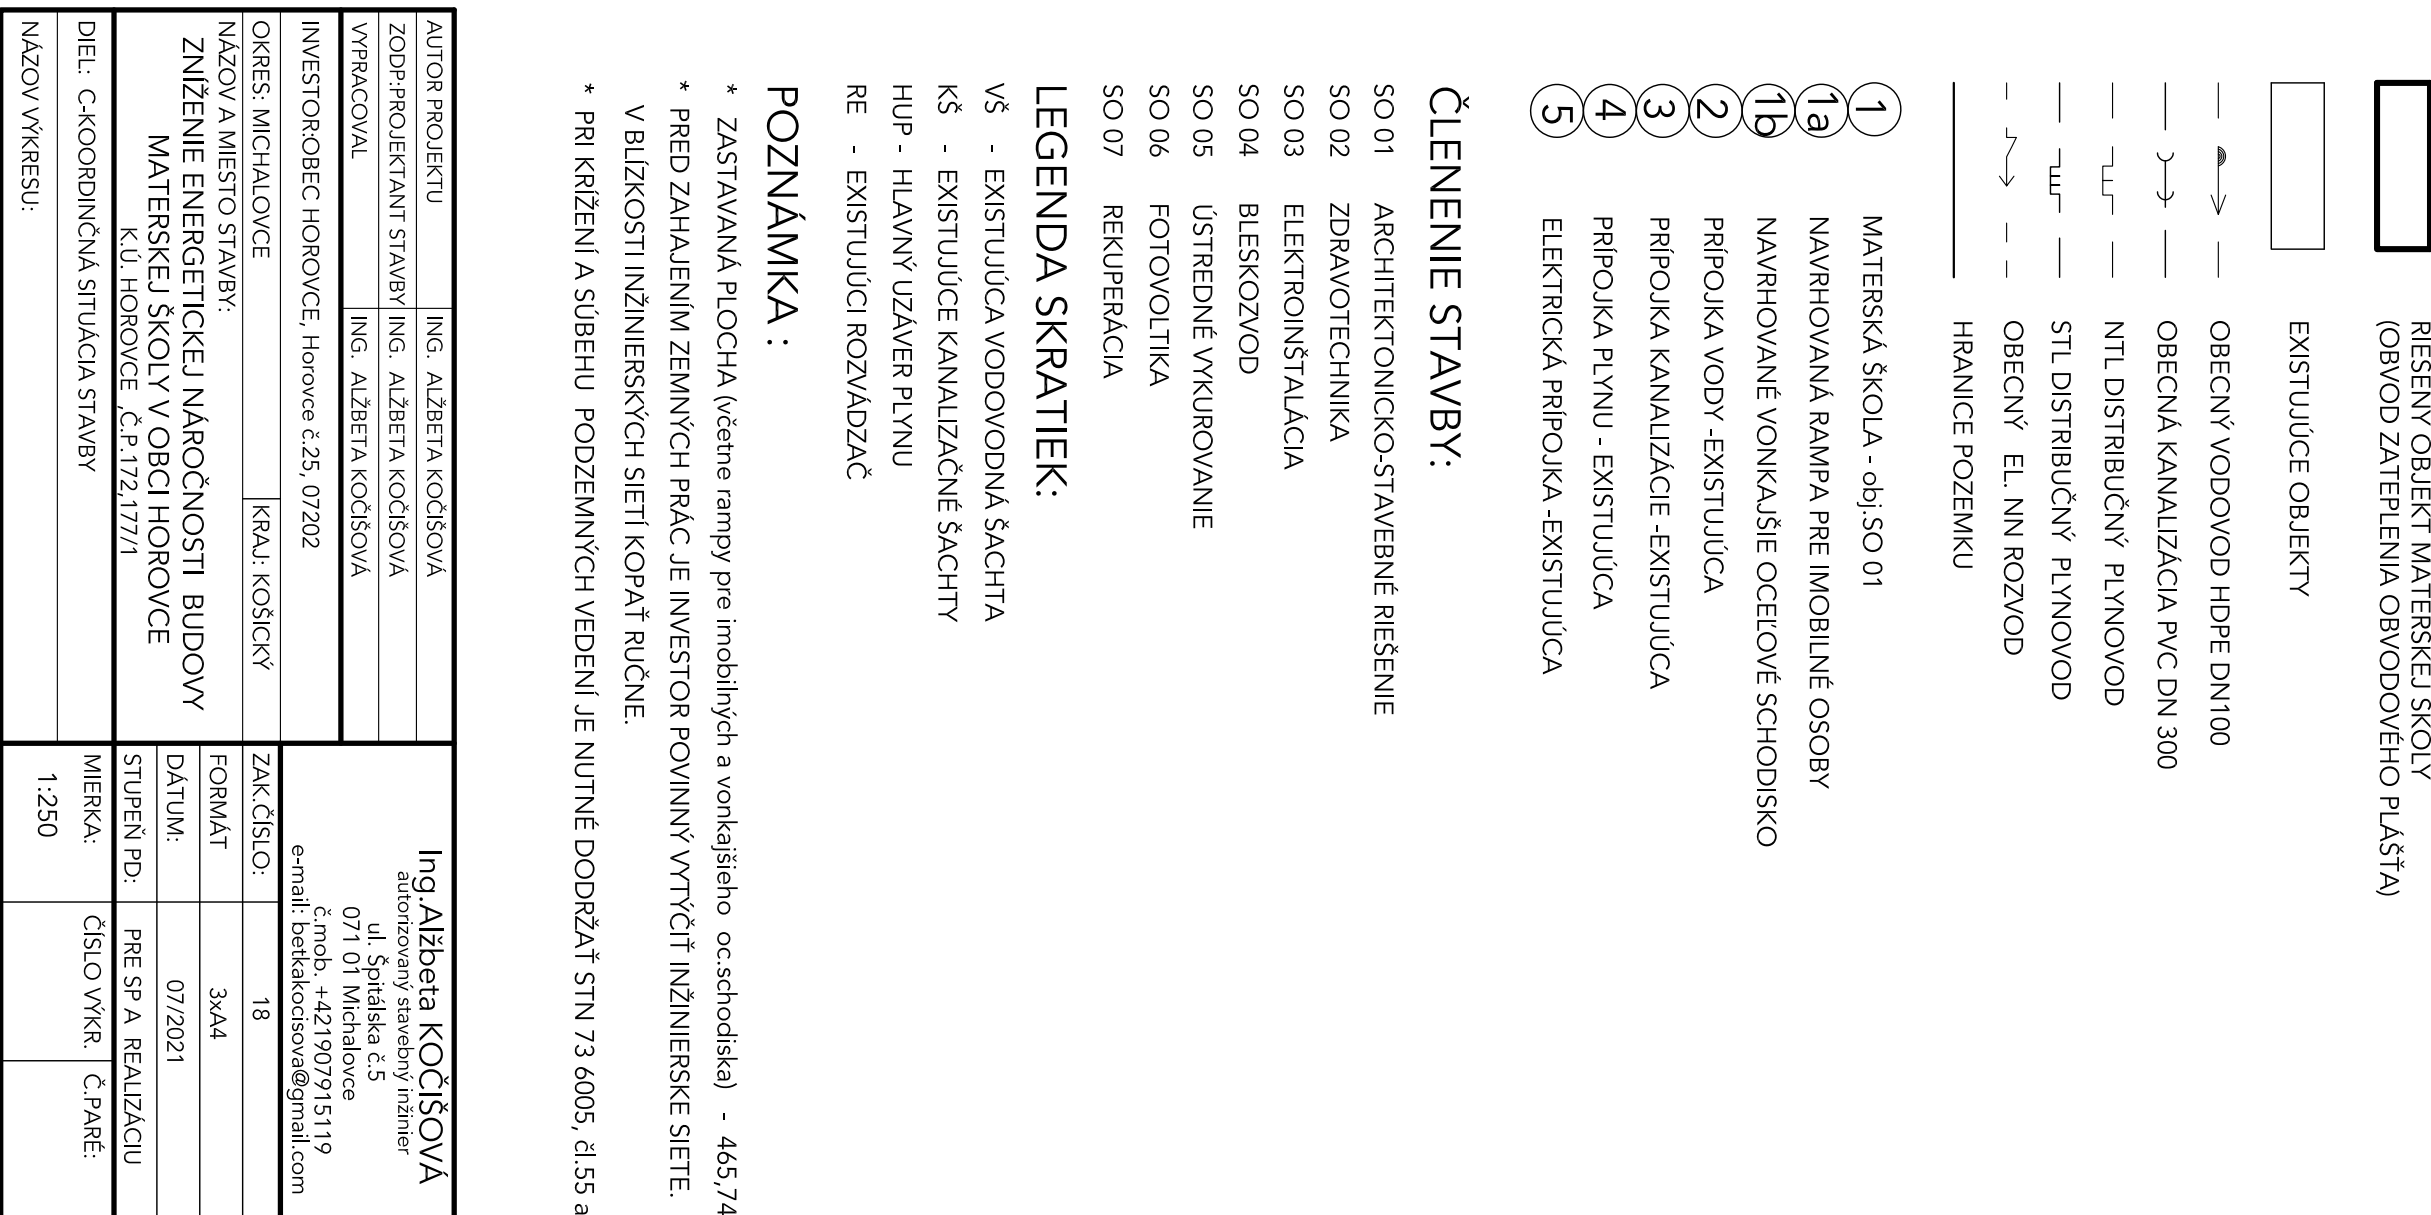 RIEŠENÝ OBJEKT MATERSKEJ ŠKOLY
(OBVOD ZATEPLENIA OBVODOVÉHO PLÁŠŤA)
EXISTUJÚCE OBJEKTY
OBECNÝ VODOVOD HDPE DN100
OBECNÁ KANALIZÁCIA PVC DN 300
NTL DISTRIBUČNÝ PLYNOVOD
STL DISTRIBUČNÝ PLYNOVOD
OBECNÝ EL. NN ROZVOD
HRANICE POZEMKU
1 MATERSKÁ ŠKOLA - obj.SO 01
1a NAVRHOVANÁ RAMPA PRE IMOBILNÉ OSOBY
1b NAVRHOVANÉ VONKAJŠIE OCEĽOVÉ SCHODISKO
2 PRÍPOJKA VODY -EXISTUJÚCA
3 PRÍPOJKA KANALIZÁCIE -EXISTUJÚCA
4 PRÍPOJKA PLYNU - EXISTUJÚCA
5 ELEKTRICKÁ PRÍPOJKA -EXISTUJÚCA
ČLENENIE STAVBY:
SO 01 ARCHITEKTONICKO-STAVEBNÉ RIEŠENIE
SO 02 ZDRAVOTECHNIKA
SO 03 ELEKTROINŠTALÁCIA
SO 04 BLESKOZVOD
SO 05 ÚSTREDNÉ VYKUROVANIE
SO 06 FOTOVOLTIKA
SO 07 REKUPERÁCIA
LEGENDA SKRATIEK:
VŠ - EXISTUJÚCA VODOVODNÁ ŠACHTA
KŠ - EXISTUJÚCE KANALIZAČNÉ ŠACHTY
HUP - HLAVNÝ UZÁVER PLYNU
RE - EXISTUJÚCI ROZVÁDZAČ
POZNÁMKA :
* ZASTAVANÁ PLOCHA (včetne rampy pre imobilných a vonkajšieho oc.schodiska) - 465,74
* PRED ZAHAJENÍM ZEMNÝCH PRÁC JE INVESTOR POVINNÝ VYTÝČIŤ INŽINIERSKE SIETE.
V BLÍZKOSTI INŽINIERSKÝCH SIETÍ KOPAŤ RUČNE.
* PRI KRÍŽENÍ A SÚBEHU PODZEMNÝCH VEDENÍ JE NUTNÉ DODRŽAŤ STN 73 6005, čl.55 a
AUTOR PROJEKTU ING. ALŽBETA KOČIŠOVÁ
ZODP.PROJEKTANT STAVBY ING. ALŽBETA KOČIŠOVÁ
VYPRACOVAL ING. ALŽBETA KOČIŠOVÁ
INVESTOR:OBEC HOROVCE, Horovce č.25, 07202
OKRES: MICHALOVCE KRAJ: KOŠICKÝ
NÁZOV A MIESTO STAVBY:
ZNÍŽENIE ENERGETICKEJ NÁROČNOSTI BUDOVY
MATERSKEJ ŠKOLY V OBCI HOROVCE
K.Ú. HOROVCE ,Č.P.172,177/1
DIEL: C-KOORDINČNÁ SITUÁCIA STAVBY
NÁZOV VÝKRESU:
Ing.Alžbeta KOČIŠOVÁ
autorizovaný stavebný inžinier
ul. Špitálska č.5
071 01 Michalovce
č.mob. +421907915119
e-mail: betkakocisova@gmail.com
ZAK.ČÍSLO: 18
FORMÁT 3xA4
DÁTUM: 07/2021
STUPEŇ PD: PRE SP A REALIZÁCIU
MIERKA: ČÍSLO VÝKR. Č.PARÉ:
1:250